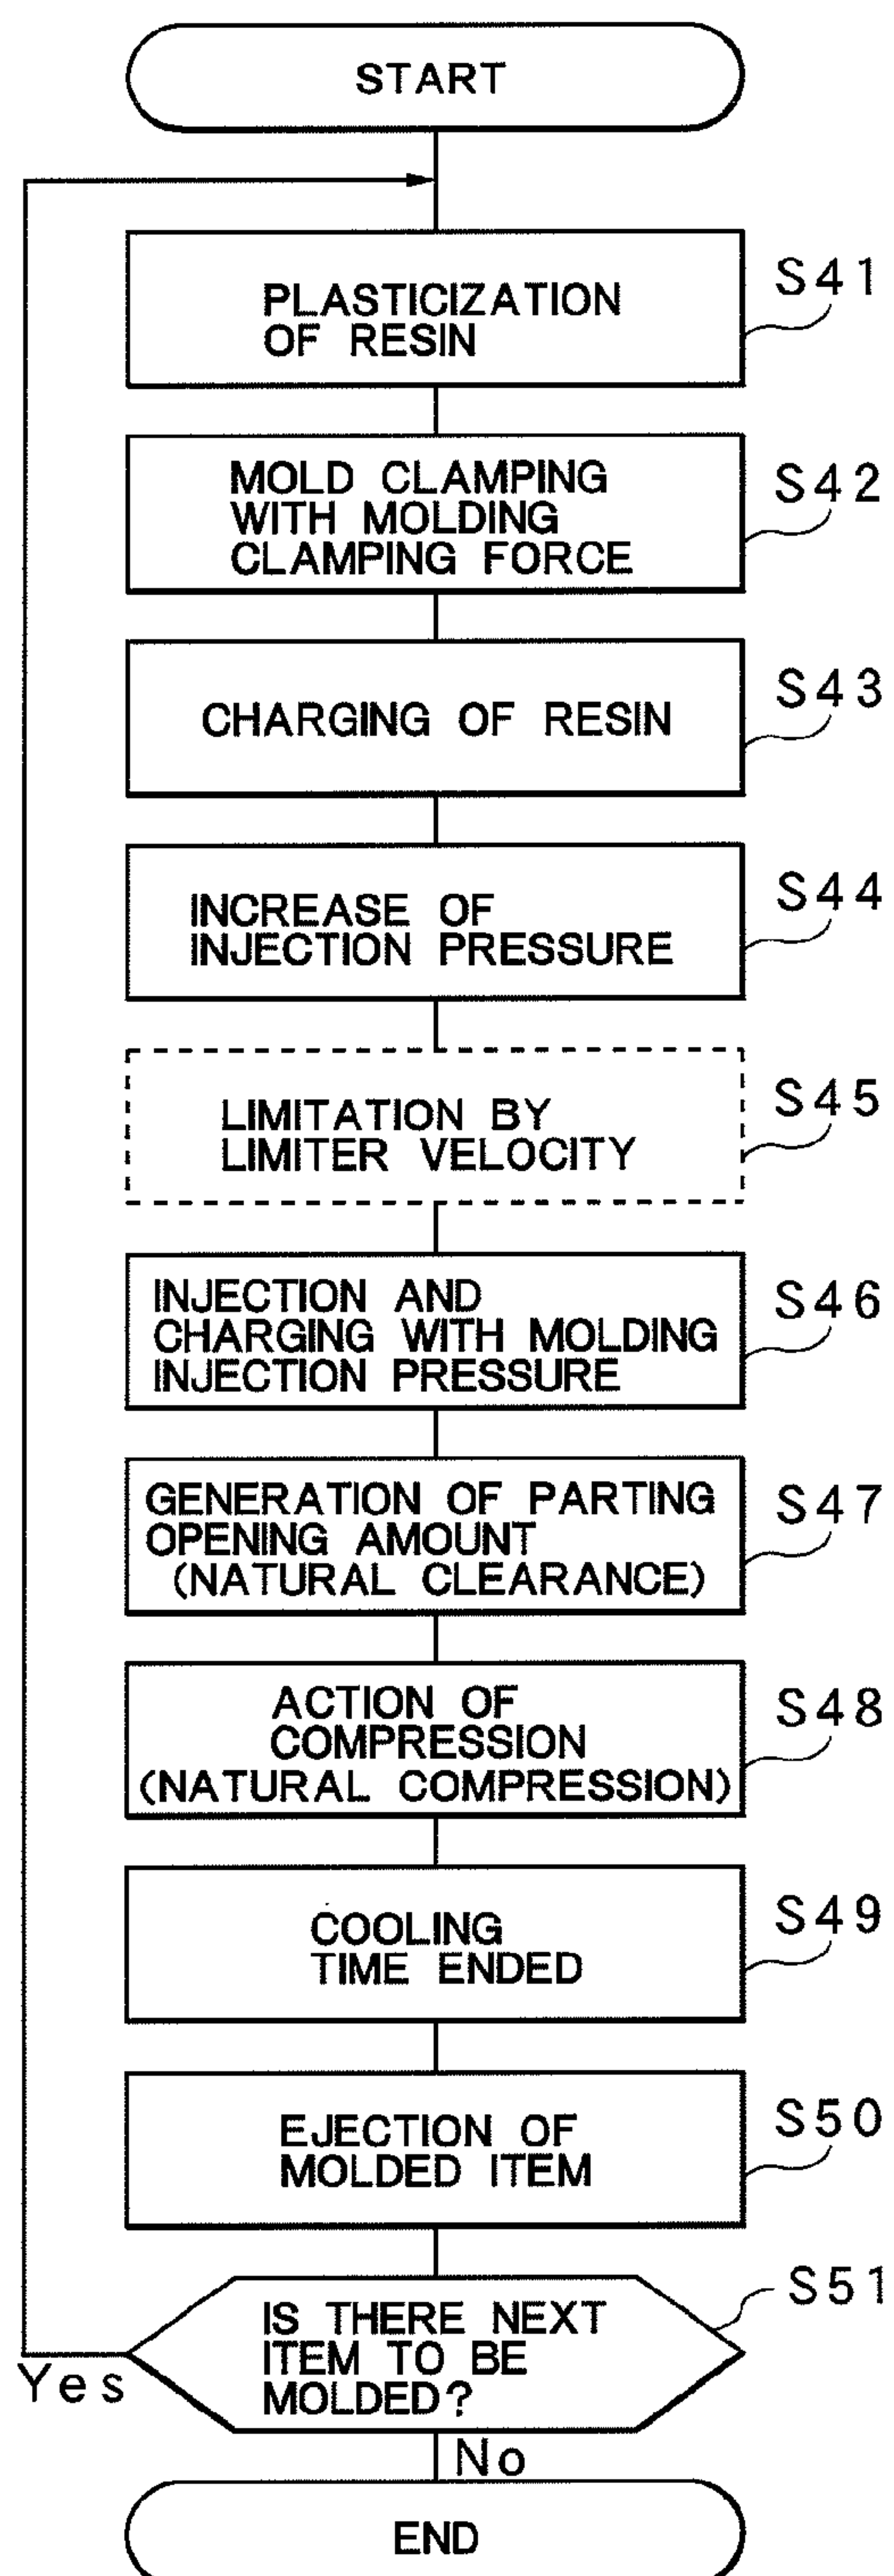 START
PLASTICIZATION
OF RESIN
S41
MOLD CLAMPING
WITH MOLDING
CLAMPING FORCE
S42
CHARGING OF RESIN
S43
INCREASE OF
INJECTION PRESSURE
S44
LIMITATION BY
LIMITER VELOCITY
S45
INJECTION AND
CHARGING WITH MOLDING
INJECTION PRESSURE
S46
GENERATION OF PARTING
OPENING AMOUNT
(NATURAL CLEARANCE)
S47
ACTION OF
COMPRESSION
(NATURAL COMPRESSION)
S48
COOLING
TIME ENDED
S49
EJECTION OF
MOLDED ITEM
S50
IS THERE NEXT
ITEM TO BE
MOLDED?
S51
Yes
No
END